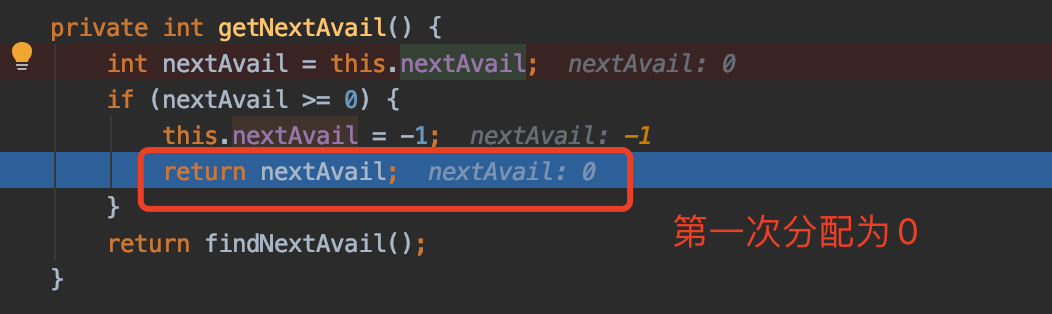 private int getNextAvail() {
int nextAvail = this.nextAvail; nextAvail: 0
if (nextAvail >= 0) {
this.nextAvail = -1; nextAvail: -1
return nextAvail; nextAvail: 0
}
第一次分配为0
return findNextAvail();
}